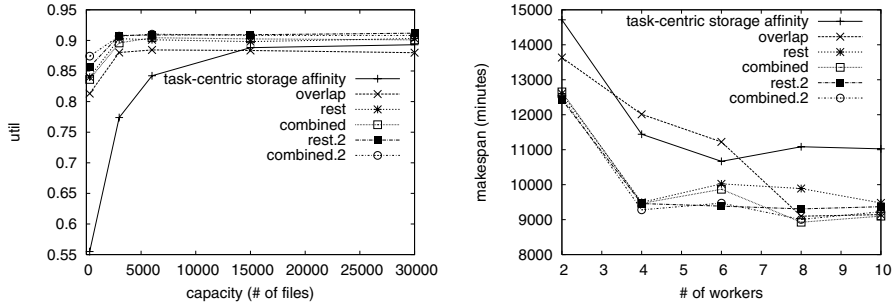 0.95
0.9
0.85
0.8
0.75
0.7
0.65
0.6
0.55
util
0 5000 10000 15000 20000 25000 30000
capacity (# of files)
task-centric storage affinity
overlap
rest
combined
rest.2
combined.2
15000
14000
13000
12000
11000
10000
9000
8000
makespan (minutes)
2 3 4 5 6 7 8 9 10
# of workers
task-centric storage affinity
overlap
rest
combined
rest.2
combined.2